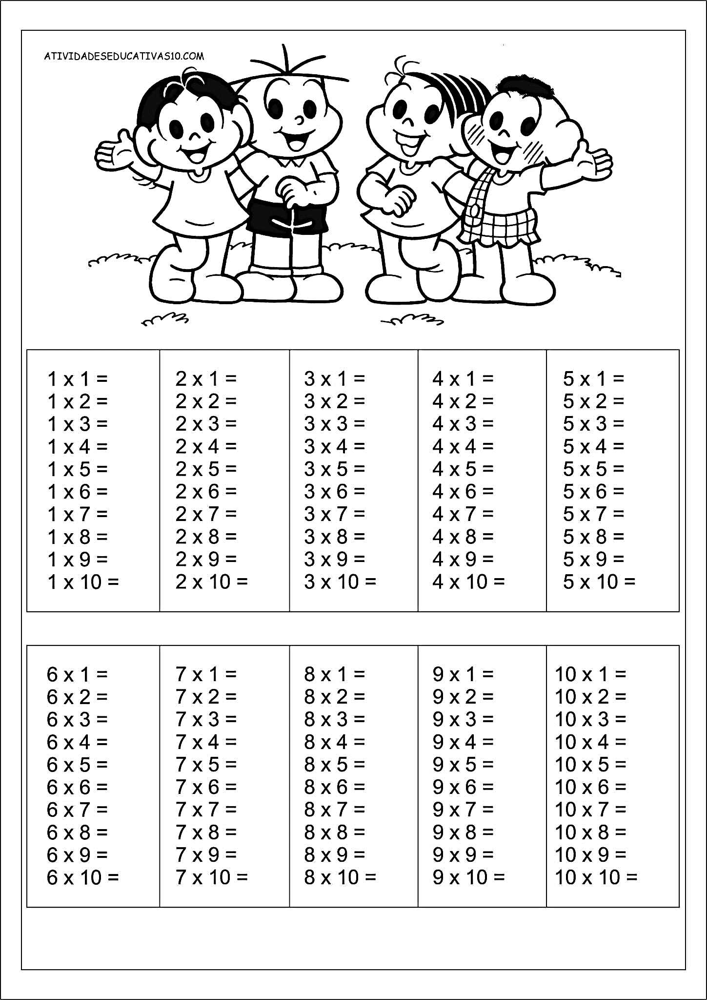 ATIVIDADESEDUCATIVAS10.COM
1 x 1 =
1 x 2 =
1 x 3 =
1 x 4 =
1 x 5 =
1 x 6 =
1 x 7 =
1 x 8 =
1 x 9 =
1 x 10 =
2 x 1 =
2 x 2 =
2 x 3 =
2 x 4 =
2 x 5 =
2 x 6 =
2 x 7 =
2 x 8 =
2 x 9 =
2 x 10 =
3 x 1 =
3 x 2 =
3 x 3 =
3 x 4 =
3 x 5 =
3 x 6 =
3 x 7 =
3 x 8 =
3 x 9 =
3 x 10 =
4 x 1 =
4 x 2 =
4 x 3 =
4 x 4 =
4 x 5 =
4 x 6 =
4 x 7 =
4 x 8 =
4 x 9 =
4 x 10 =
5 x 1 =
5 x 2 =
5 x 3 =
5 x 4 =
5 x 5 =
5 x 6 =
5 x 7 =
5 x 8 =
5 x 9 =
5 x 10 =
6 x 1 =
6 x 2 =
6 x 3 =
6 x 4 =
6 x 5 =
6 x 6 =
6 x 7 =
6 x 8 =
6 x 9 =
6 x 10 =
7 x 1 =
7 x 2 =
7 x 3 =
7 x 4 =
7 x 5 =
7 x 6 =
7 x 7 =
7 x 8 =
7 x 9 =
7 x 10 =
8 x 1 =
8 x 2 =
8 x 3 =
8 x 4 =
8 x 5 =
8 x 6 =
8 x 7 =
8 x 8 =
8 x 9 =
8 x 10 =
9 x 1 =
9 x 2 =
9 x 3 =
9 x 4 =
9 x 5 =
9 x 6 =
9 x 7 =
9 x 8 =
9 x 9 =
9 x 10 =
10 x 1 =
10 x 2 =
10 x 3 =
10 x 4 =
10 x 5 =
10 x 6 =
10 x 7 =
10 x 8 =
10 x 9 =
10 x 10 =